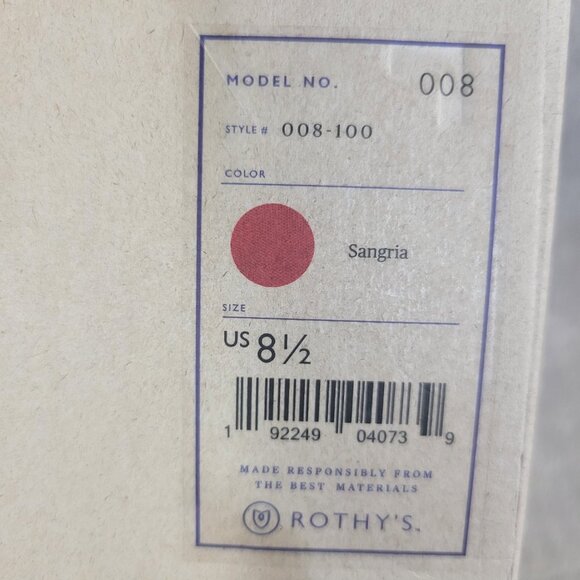 MODEL NO. 008
STYLE # 008-100
COLOR
Sangria
SIZE
US 8½
1 92249 04073 9
MADE RESPONSIBLY FROM
THE BEST MATERIALS
ROTHY'S™